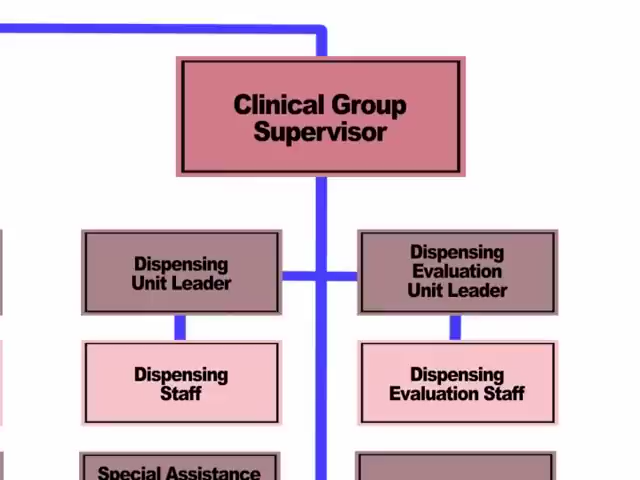 Clinical Group
Supervisor
Dispensing
Unit Leader
Dispensing
Evaluation
Unit Leader
Dispensing
Staff
Dispensing
Evaluation Staff
Special Assistance